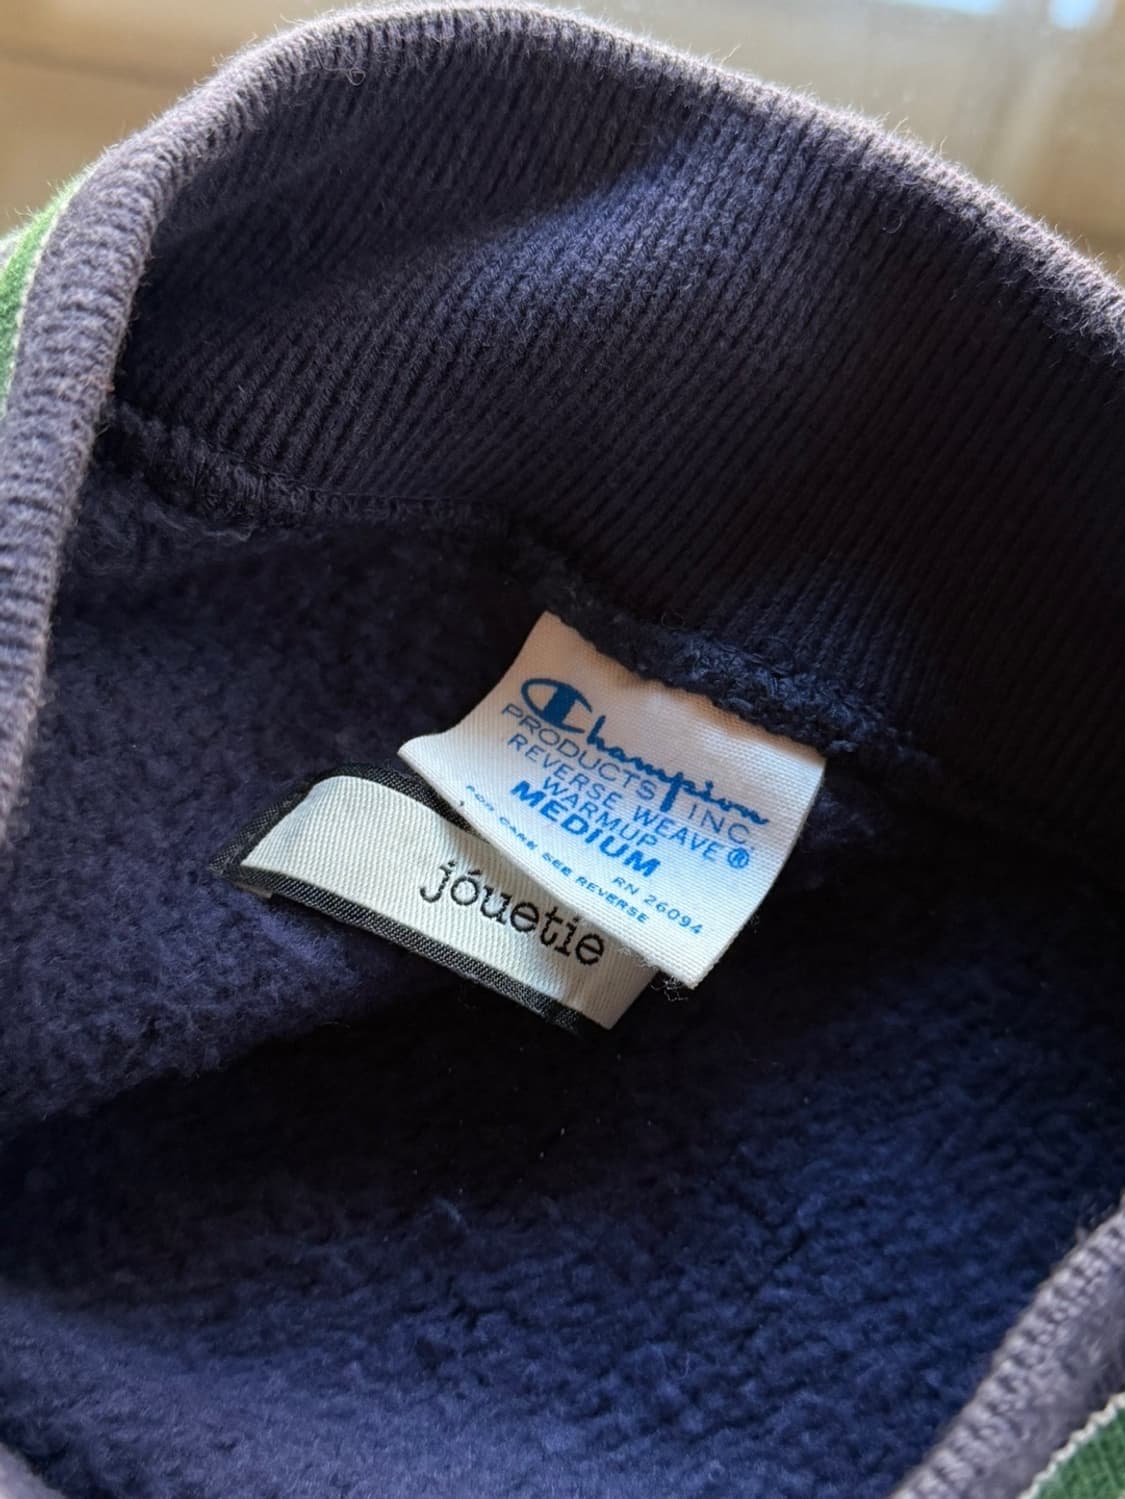 Champion
PRODUCTS INC.
REVERSE WEAVE®
WARMUP
MEDIUM
RN 26094
FOR CARE SEE REVERSE
jóuetie